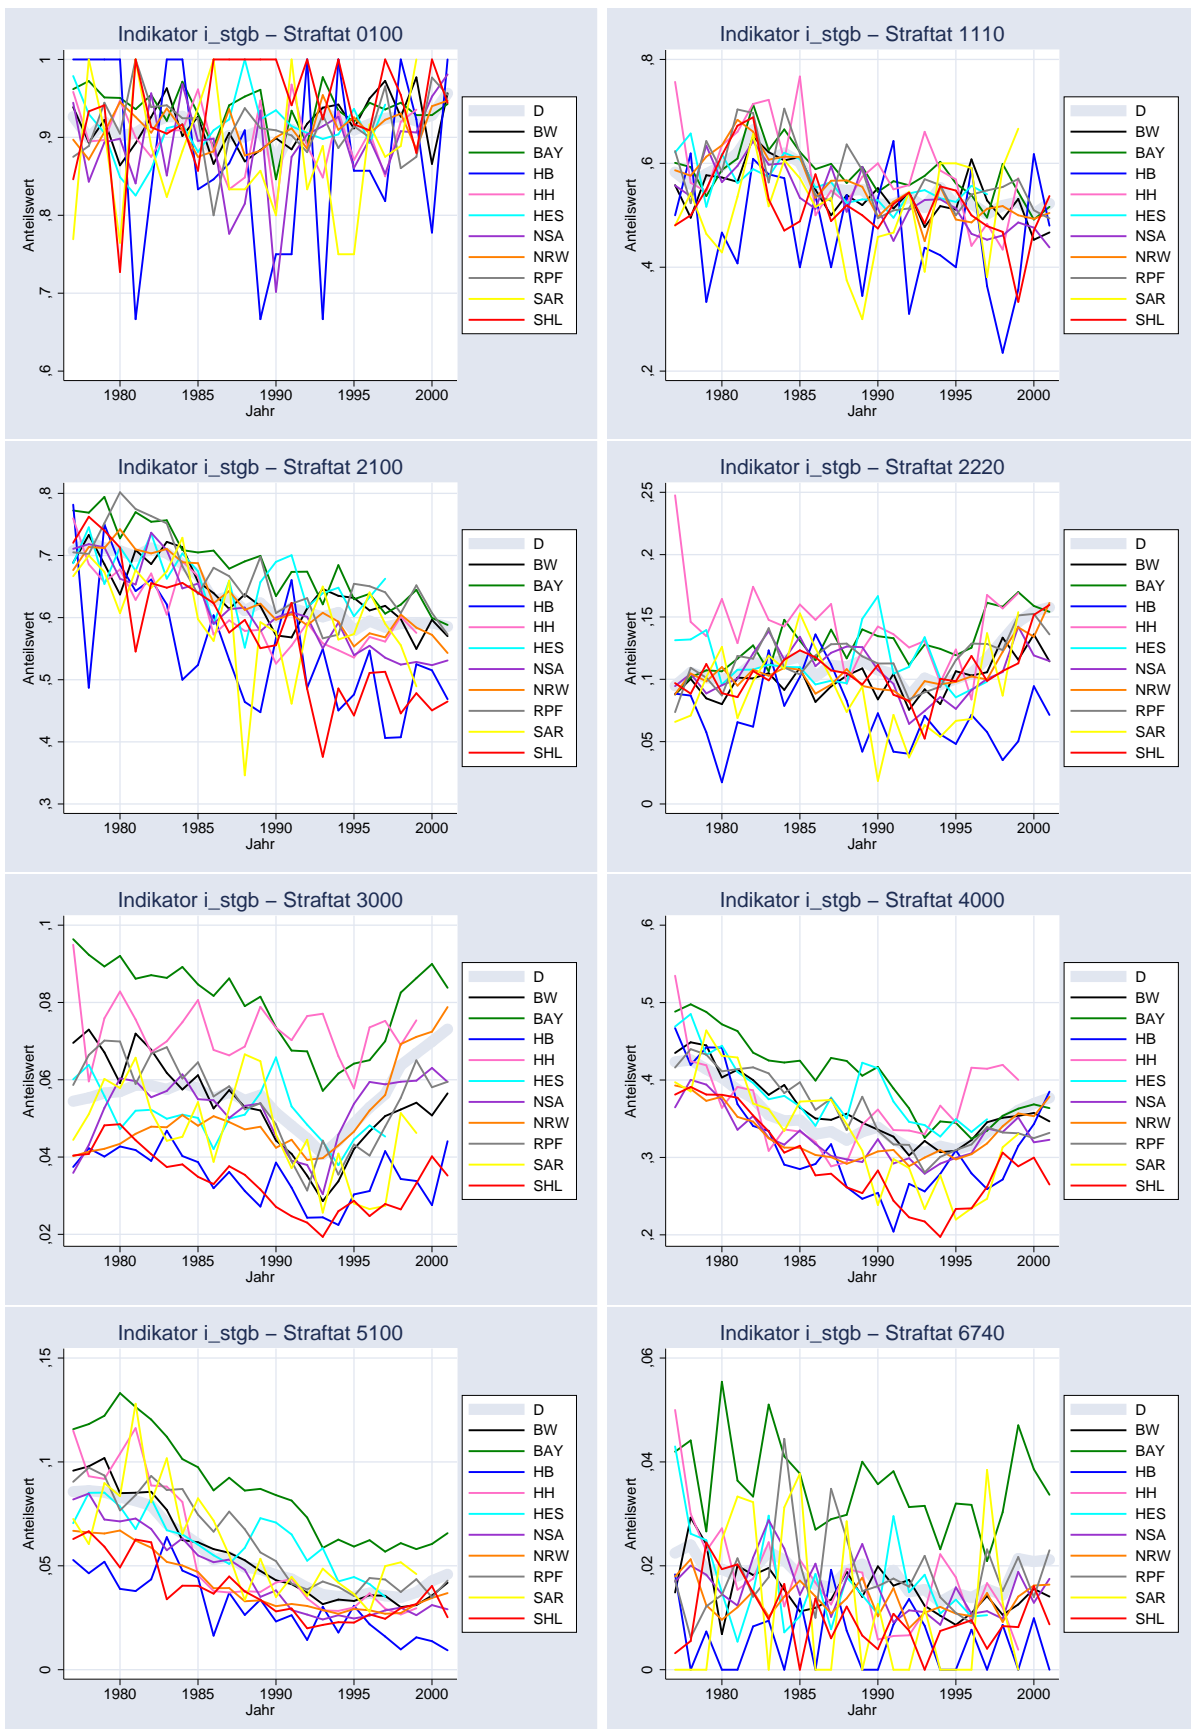 Indikator i_stgb – Straftat 0100
Anteilswert
1
,9
,8
,7
,6
1980 1985 1990 1995 2000
Jahr
D
BW
BAY
HB
HH
HES
NSA
NRW
RPF
SAR
SHL
Indikator i_stgb – Straftat 1110
Anteilswert
,8
,6
,4
,2
1980 1985 1990 1995 2000
Jahr
D
BW
BAY
HB
HH
HES
NSA
NRW
RPF
SAR
SHL
Indikator i_stgb – Straftat 2100
Anteilswert
,8
,7
,6
,5
,4
,3
1980 1985 1990 1995 2000
Jahr
D
BW
BAY
HB
HH
HES
NSA
NRW
RPF
SAR
SHL
Indikator i_stgb – Straftat 2220
Anteilswert
,25
,2
,15
,1
,05
0
1980 1985 1990 1995 2000
Jahr
D
BW
BAY
HB
HH
HES
NSA
NRW
RPF
SAR
SHL
Indikator i_stgb – Straftat 3000
Anteilswert
,1
,08
,06
,04
,02
1980 1985 1990 1995 2000
Jahr
D
BW
BAY
HB
HH
HES
NSA
NRW
RPF
SAR
SHL
Indikator i_stgb – Straftat 4000
Anteilswert
,6
,5
,4
,3
,2
1980 1985 1990 1995 2000
Jahr
D
BW
BAY
HB
HH
HES
NSA
NRW
RPF
SAR
SHL
Indikator i_stgb – Straftat 5100
Anteilswert
,15
,1
,05
0
1980 1985 1990 1995 2000
Jahr
D
BW
BAY
HB
HH
HES
NSA
NRW
RPF
SAR
SHL
Indikator i_stgb – Straftat 6740
Anteilswert
,06
,04
,02
0
1980 1985 1990 1995 2000
Jahr
D
BW
BAY
HB
HH
HES
NSA
NRW
RPF
SAR
SHL